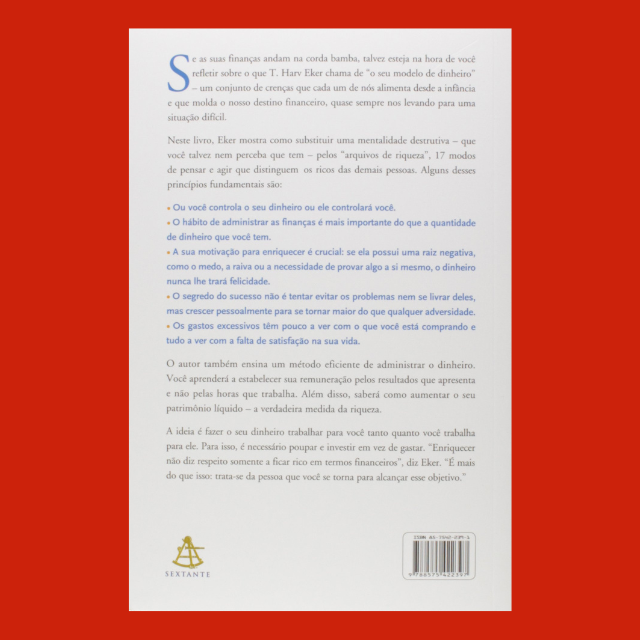 Se as suas finanças andam na corda bamba, talvez esteja na hora de você
refletir sobre o que T. Harv Eker chama de "o seu modelo de dinheiro"
– um conjunto de crenças que cada um de nós alimenta desde a infância
e que molda o nosso destino financeiro, quase sempre nos levando para uma
situação difícil.
Neste livro, Eker mostra como substituir uma mentalidade destrutiva – que
você talvez nem perceba que tem – pelos "arquivos de riqueza", 17 modos
de pensar e agir que distinguem os ricos das demais pessoas. Alguns desses
princípios fundamentais são:
• Ou você controla o seu dinheiro ou ele controlará você.
• O hábito de administrar as finanças é mais importante do que a quantidade
de dinheiro que você tem.
• A sua motivação para enriquecer é crucial: se ela possui uma raiz negativa,
como o medo, a raiva ou a necessidade de provar algo a si mesmo, o dinheiro
nunca lhe trará felicidade.
• O segredo do sucesso não é tentar evitar os problemas nem se livrar deles,
mas crescer pessoalmente para se tornar maior do que qualquer adversidade.
• Os gastos excessivos têm pouco a ver com o que você está comprando e
tudo a ver com a falta de satisfação na sua vida.
O autor também ensina um método eficiente de administrar o dinheiro.
Você aprenderá a estabelecer sua remuneração pelos resultados que apresenta
e não pelas horas que trabalha. Além disso, saberá como aumentar o seu
patrimônio líquido – a verdadeira medida da riqueza.
A ideia é fazer o seu dinheiro trabalhar para você tanto quanto você trabalha
para ele. Para isso, é necessário poupar e investir em vez de gastar. "Enriquecer
não diz respeito somente a ficar rico em termos financeiros", diz Eker. "É mais
do que isso: trata-se da pessoa que você se torna para alcançar esse objetivo."
SEXTANTE
ISBN 85-7542-239-1
9 788575 422397